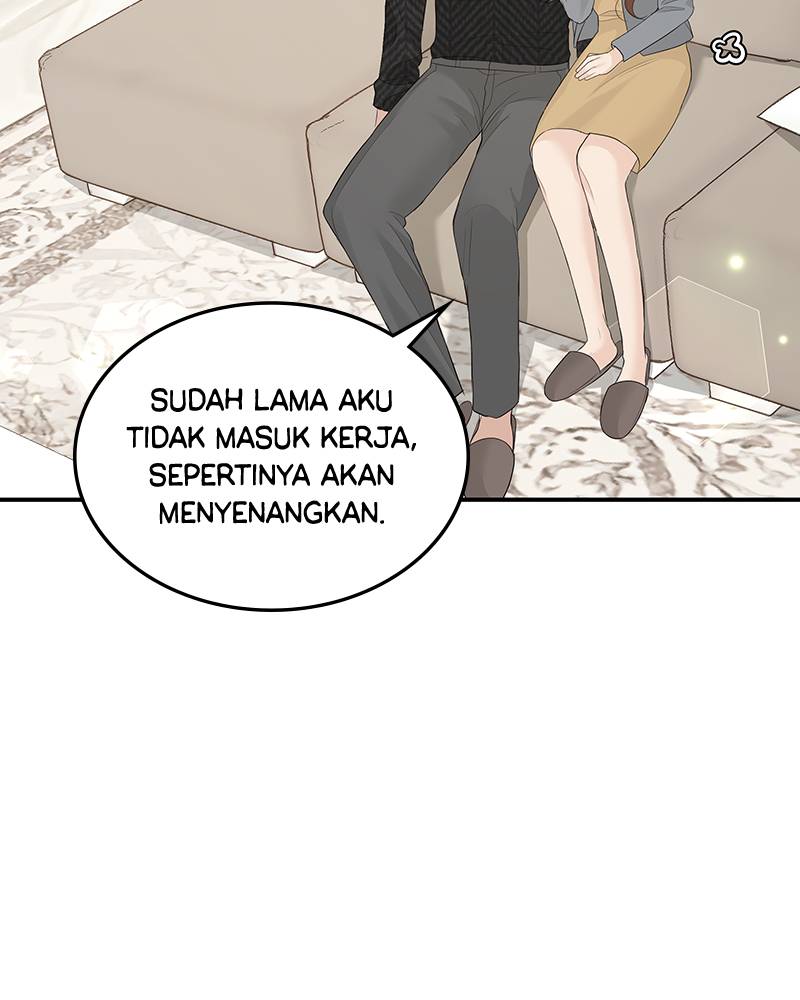 SUDAH LAMA AKU
TIDAK MASUK KERJA,
SEPERTINYA AKAN
MENYENANGKAN.